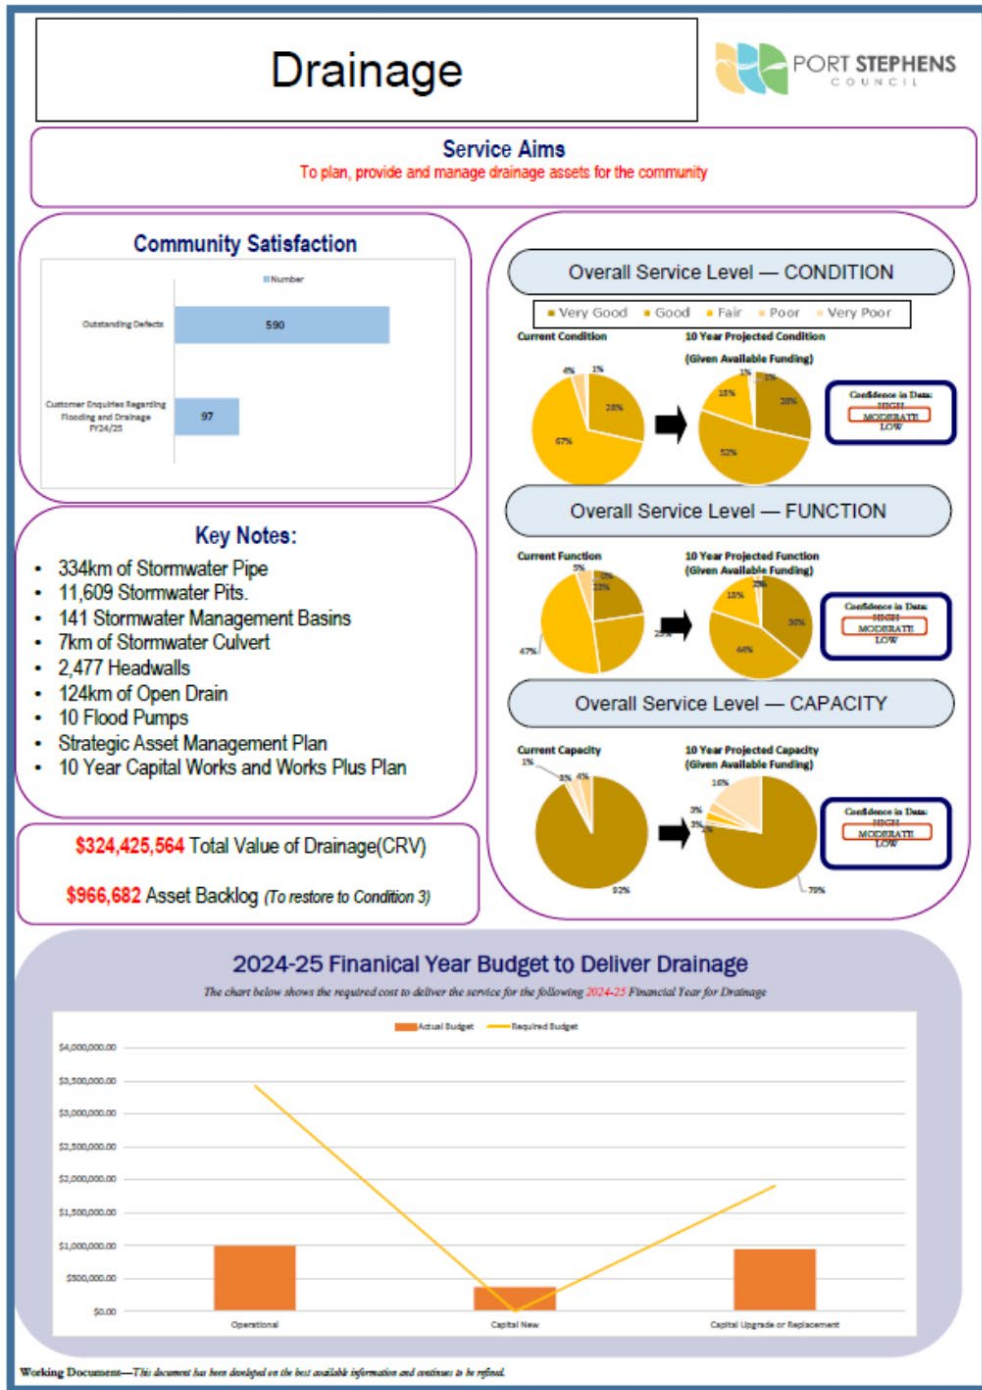 Drainage
PORT STEPHENS
COUNCIL
Service Aims
To plan, provide and manage drainage assets for the community
Community Satisfaction
Number
Outstanding Defects
590
Customer Enquiries Regarding
Flooding and Drainage
FY24/25
97
Key Notes:
• 334km of Stormwater Pipe
• 11,609 Stormwater Pits.
• 141 Stormwater Management Basins
• 7km of Stormwater Culvert
• 2,477 Headwalls
• 124km of Open Drain
• 10 Flood Pumps
• Strategic Asset Management Plan
• 10 Year Capital Works and Works Plus Plan
$324,425,564 Total Value of Drainage(CRV)
$966,682 Asset Backlog (To restore to Condition 3)
Overall Service Level — CONDITION
Very Good Good Fair Poor Very Poor
Current Condition
4% 1%
28%
67%
10 Year Projected Condition
(Given Available Funding)
1% 1%
18%
28%
52%
Confidence in Data:
HIGH
MODERATE
LOW
Overall Service Level — FUNCTION
Current Function
5% 0%
23%
25%
47%
10 Year Projected Function
(Given Available Funding)
18%
36%
44%
Confidence in Data:
HIGH
MODERATE
LOW
Overall Service Level — CAPACITY
Current Capacity
1%
3% 4%
92%
10 Year Projected Capacity
(Given Available Funding)
16%
3%
3%
1%
79%
Confidence in Data:
HIGH
MODERATE
LOW
2024-25 Finanical Year Budget to Deliver Drainage
The chart below shows the required cost to deliver the service for the following 2024-25 Financial Year for Drainage
Actual Budget Required Budget
$4,000,000.00
$3,500,000.00
$3,000,000.00
$2,500,000.00
$2,000,000.00
$1,500,000.00
$1,000,000.00
$500,000.00
$0.00
Operational Capital New Capital Upgrade or Replacement
Working Document—This document has been developed on the best available information and continues to be refined.